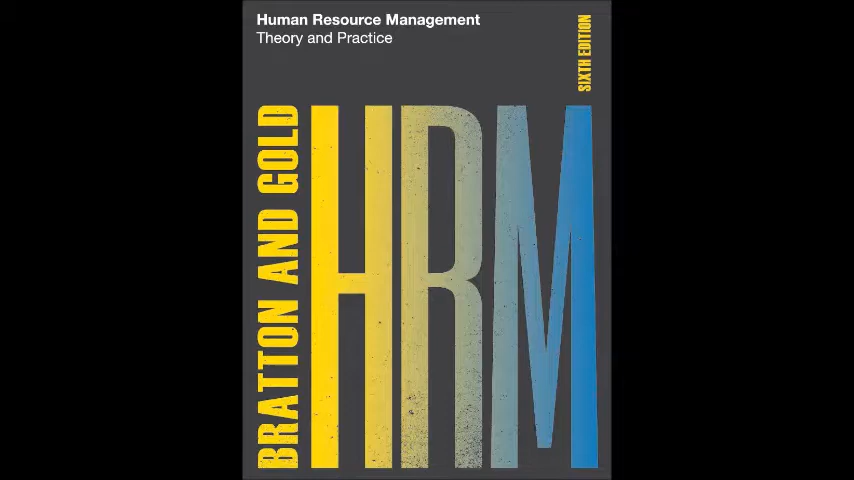 Human Resource Management
Theory and Practice
SIXTH EDITION
BRATTON AND GOLD
HRM